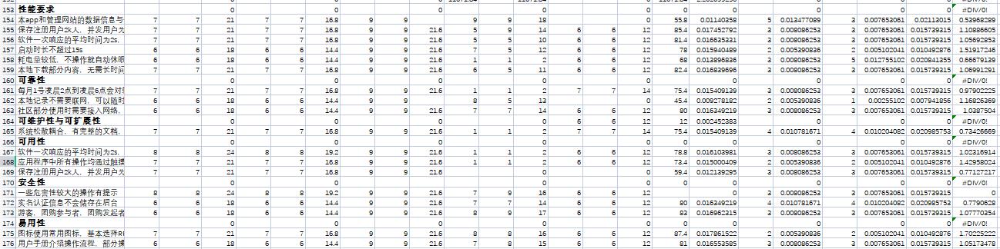 153 性能要求 0 0 0 0 0 0 0 0 0 0 #DIV/0!
154 本app和管理网站的数据信息与 7 7 21 7 7 16.8 9 9 9 9 18 0 55.8 0.01140358 5 0.013477089 3 0.007653061 0.02113015 0.53968289
155 保存注册用户2k人，并发用户为 7 7 21 7 7 16.8 9 9 21.6 5 9 14 6 6 12 85.4 0.017452792 3 0.008086253 3 0.007653061 0.015739315 1.10886605
156 软件一次响应的平均时间为2s, 7 7 21 7 7 16.8 9 9 21.6 5 5 10 6 6 12 81.4 0.016635331 3 0.008086253 3 0.007653061 0.015739315 1.05692853
157 启动时长不超过15s 6 6 18 6 6 14.4 9 9 21.6 7 5 12 6 6 12 78 0.015940489 2 0.005390836 2 0.005102041 0.010492876 1.51917246
158 耗电量较低，不操作就自动休眠 6 6 18 6 6 14.4 9 9 21.6 1 1 2 6 6 12 68 0.013896836 3 0.008086253 5 0.012755102 0.020841355 0.66679139
159 本地下载部分内容，无需长时间 7 7 21 7 7 16.8 9 9 21.6 6 5 11 6 6 12 82.4 0.016839696 3 0.008086253 3 0.007653061 0.015739315 1.06991291
160 可靠性 0 0 0 0 0 0 0 0 0 0 #DIV/0!
161 每月1号凌晨2点到凌晨6点会对 7 7 21 7 7 16.8 9 9 21.6 1 1 2 7 7 14 75.4 0.015409139 3 0.008086253 3 0.007653061 0.015739315 0.97902225
162 本地记录不需要联网，可以随时 6 6 18 6 6 14.4 9 9 8 5 13 0 45.4 0.009278182 2 0.005390836 1 0.00255102 0.007941856 1.16826369
163 社区部分使用时需要接入网络, 6 6 18 6 6 14.4 9 9 21.6 7 7 14 6 6 12 80 0.016349219 3 0.008086253 3 0.007653061 0.015739315 1.0387504
164 可维护性与可扩展性 0 0 0 0 6 6 12 12 0.002452383 0 0 0 #DIV/0!
165 系统松散耦合，有完整的文档, 7 7 21 7 7 16.8 9 9 21.6 1 1 2 7 7 14 75.4 0.015409139 4 0.010781671 4 0.010204082 0.020985753 0.73426669
166 可用性 0 0 0 0 0 0 0 0 0 0 #DIV/0!
167 软件一次响应的平均时间为2s, 8 8 24 8 8 19.2 9 9 21.6 1 1 2 6 6 12 78.8 0.016103981 3 0.008086253 3 0.007653061 0.015739315 1.02316914
168 应用程序中所有操作均通过触摸 7 7 21 7 7 16.8 9 9 21.6 1 1 2 6 6 12 73.4 0.015000409 2 0.005390836 2 0.005102041 0.010492876 1.42958024
169 保存注册用户2k人，并发用户为 7 7 21 7 7 16.8 9 9 21.6 0 0 59.4 0.012139295 3 0.008086253 3 0.007653061 0.015739315 0.77127217
170 安全性 0 0 0 0 0 0 0 0 0 0 #DIV/0!
171 一些危害性较大的操作有提示 8 8 24 8 8 19.2 9 9 21.6 7 9 16 6 6 12 0 3 0.008086253 3 0.007653061 0.015739315 0
172 实名认证信息不会储存在后台 6 6 18 6 6 14.4 9 9 21.6 7 7 14 6 6 12 80 0.016349219 4 0.010781671 4 0.010204082 0.020985753 0.7790628
173 游客，团购参与者，团购发起者 6 6 18 6 6 14.4 9 9 21.6 8 9 17 6 6 12 83 0.016962315 3 0.008086253 3 0.007653061 0.015739315 1.07770354
174 易用性 0 0 0 0 0 0 0 0 0 0 #DIV/0!
175 图标使用常用图标，基本选择R 7 7 21 7 7 16.8 9 9 21.6 8 8 16 6 6 12 87.4 0.017861522 2 0.005390836 2 0.005102041 0.010492876 1.70225222
176 用户手册介绍操作流程，部分操 6 6 18 6 6 14.4 9 9 21.6 7 8 15 6 6 12 81 0.016553585 3 0.008086253 3 0.007653061 0.015739315 1.05173478